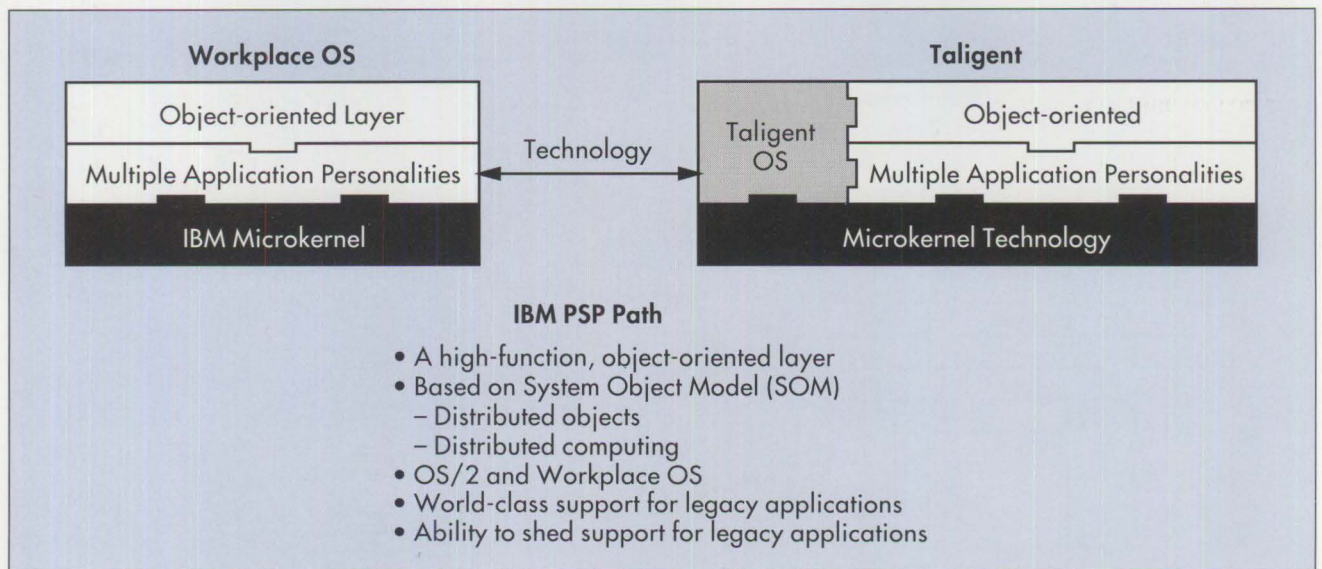 Workplace OS
Object-oriented Layer
Multiple Application Personalities
IBM Microkernel
Technology
Taligent
Taligent
OS
Object-oriented
Multiple Application Personalities
Microkernel Technology
IBM PSP Path
• A high-function, object-oriented layer
• Based on System Object Model (SOM)
– Distributed objects
– Distributed computing
• OS/2 and Workplace OS
• World-class support for legacy applications
• Ability to shed support for legacy applications